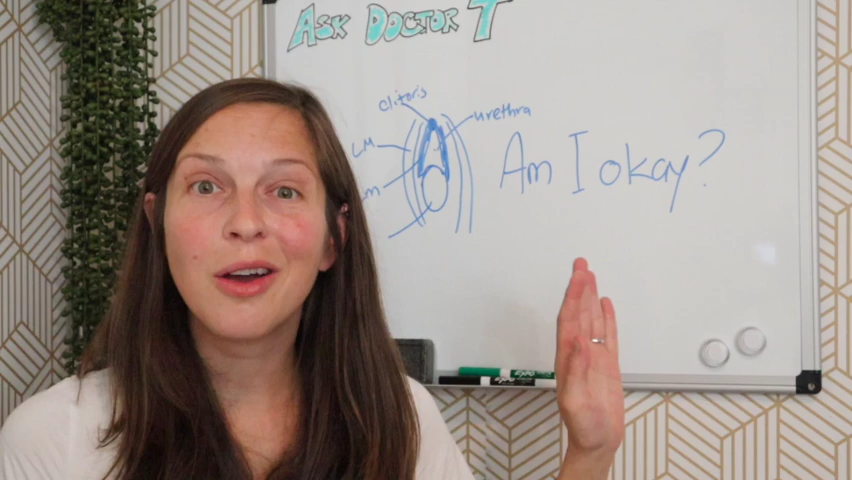 ASK DOCTOR T
clitoris
urethra
LM
Am I okay?